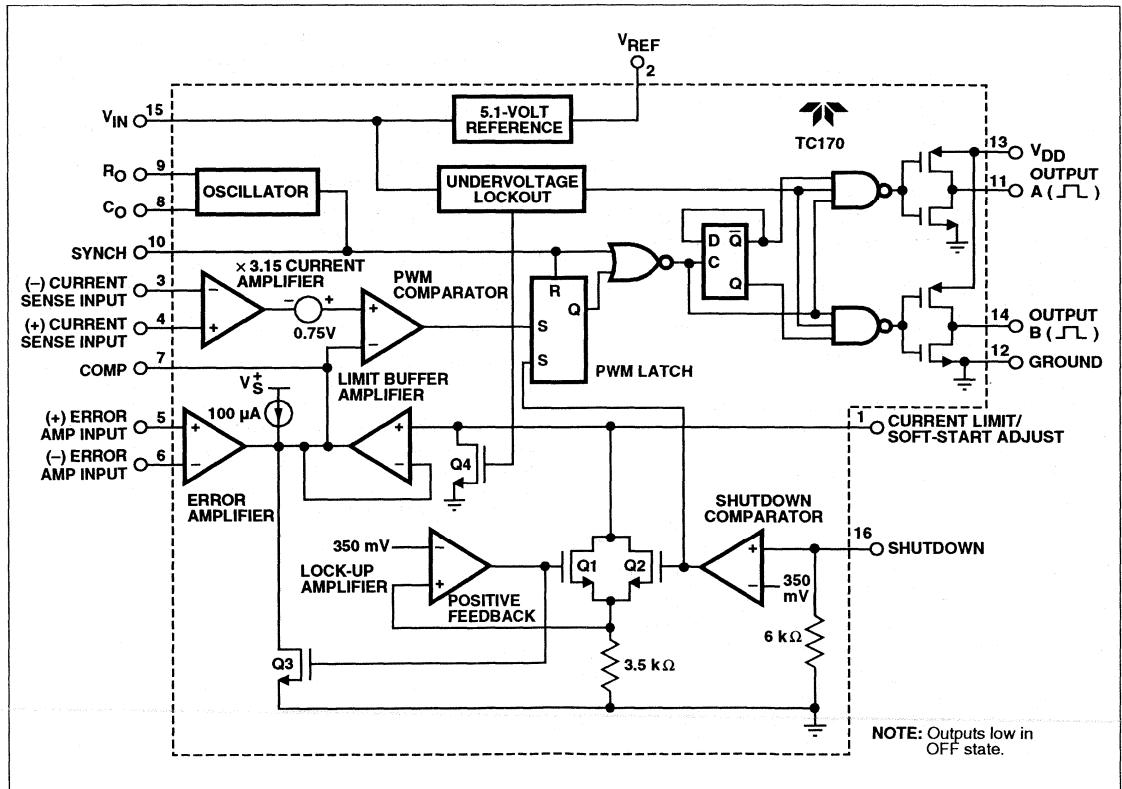 VREF
2
VIN
15
5.1-VOLT
REFERENCE
TC170
13
VDD
RO
9
OSCILLATOR
UNDERVOLTAGE
LOCKOUT
OUTPUT
11
A ( )
CO
8
SYNCH
10
D
Q̅
C
Q
× 3.15 CURRENT
AMPLIFIER
(–) CURRENT
SENSE INPUT
3
–
– +
0.75V
PWM
COMPARATOR
+
–
R
Q
S
S
PWM LATCH
(+) CURRENT
SENSE INPUT
4
+
14
OUTPUT
B ( )
12
GROUND
COMP
7
VS+
100 µA
LIMIT BUFFER
AMPLIFIER
(+) ERROR
AMP INPUT
5
+
+
–
1
CURRENT LIMIT/
SOFT-START ADJUST
(–) ERROR
AMP INPUT
6
–
Q4
ERROR
AMPLIFIER
SHUTDOWN
COMPARATOR
16
SHUTDOWN
350 mV
–
+
LOCK-UP
AMPLIFIER
POSITIVE
FEEDBACK
Q1
Q2
+
–
350
mV
6 kΩ
Q3
3.5 kΩ
NOTE: Outputs low in
OFF state.